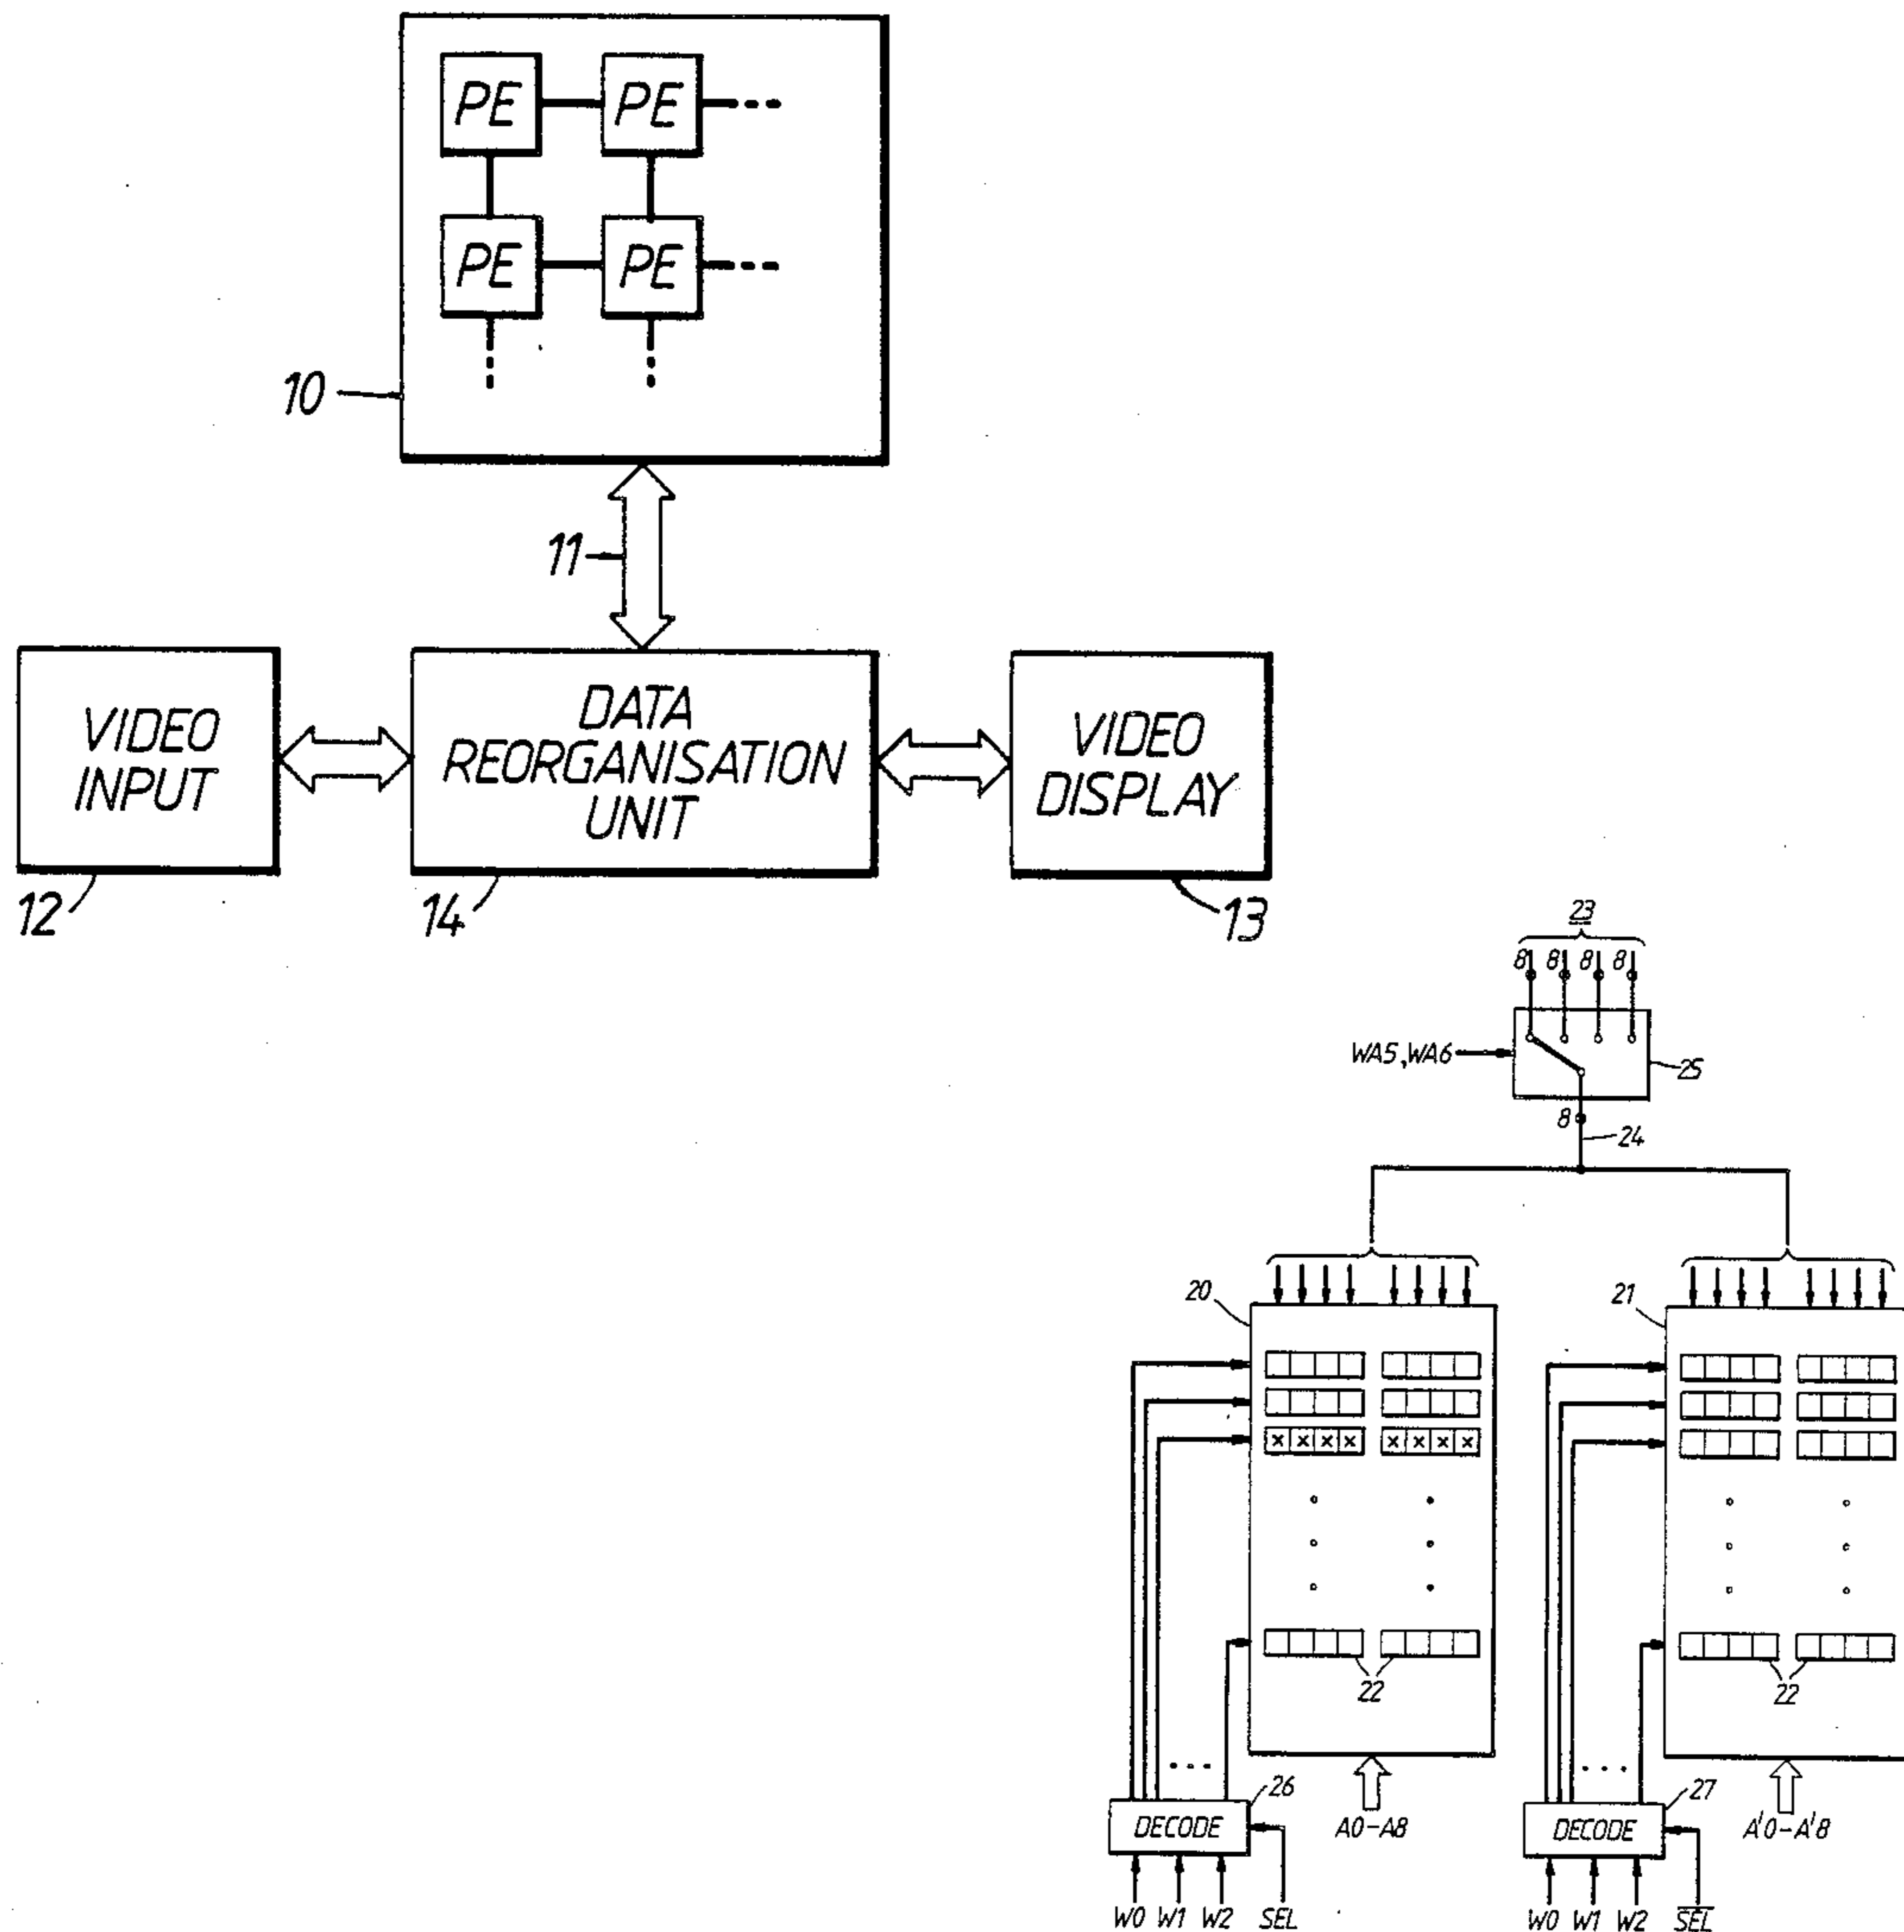 PE PE
PE PE
10
11
VIDEO
INPUT
DATA
REORGANISATION
UNIT
VIDEO
DISPLAY
12
14
13
23
8 8 8 8
WA5, WA6
25
8
24
20
21
x x x x x x x x
22
22
26
27
DECODE
A0-A8
DECODE
A'0-A'8
W0 W1 W2 SEL
W0 W1 W2 S̅E̅L̅